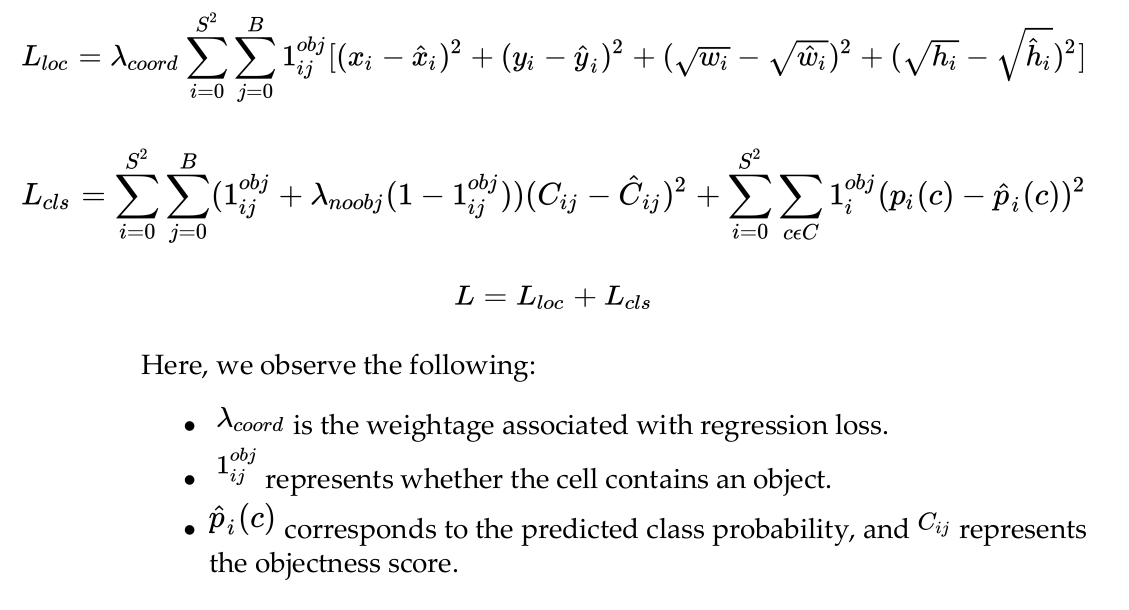 $L_{loc} = \lambda_{coord} \sum_{i=0}^{S^2} \sum_{j=0}^{B} 1_{ij}^{obj} [(x_i - \hat{x}_i)^2 + (y_i - \hat{y}_i)^2 + (\sqrt{w_i} - \sqrt{\hat{w}_i})^2 + (\sqrt{h_i} - \sqrt{\hat{h}_i})^2]$
$L_{cls} = \sum_{i=0}^{S^2} \sum_{j=0}^{B} (1_{ij}^{obj} + \lambda_{noobj}(1 - 1_{ij}^{obj}))(C_{ij} - \hat{C}_{ij})^2 + \sum_{i=0}^{S^2} \sum_{c \epsilon C} 1_{i}^{obj} (p_i(c) - \hat{p}_i(c))^2$
$L = L_{loc} + L_{cls}$
Here, we observe the following:
• $\lambda_{coord}$ is the weightage associated with regression loss.
• $1_{ij}^{obj}$ represents whether the cell contains an object.
• $\hat{p}_i(c)$ corresponds to the predicted class probability, and $C_{ij}$ represents
the objectness score.